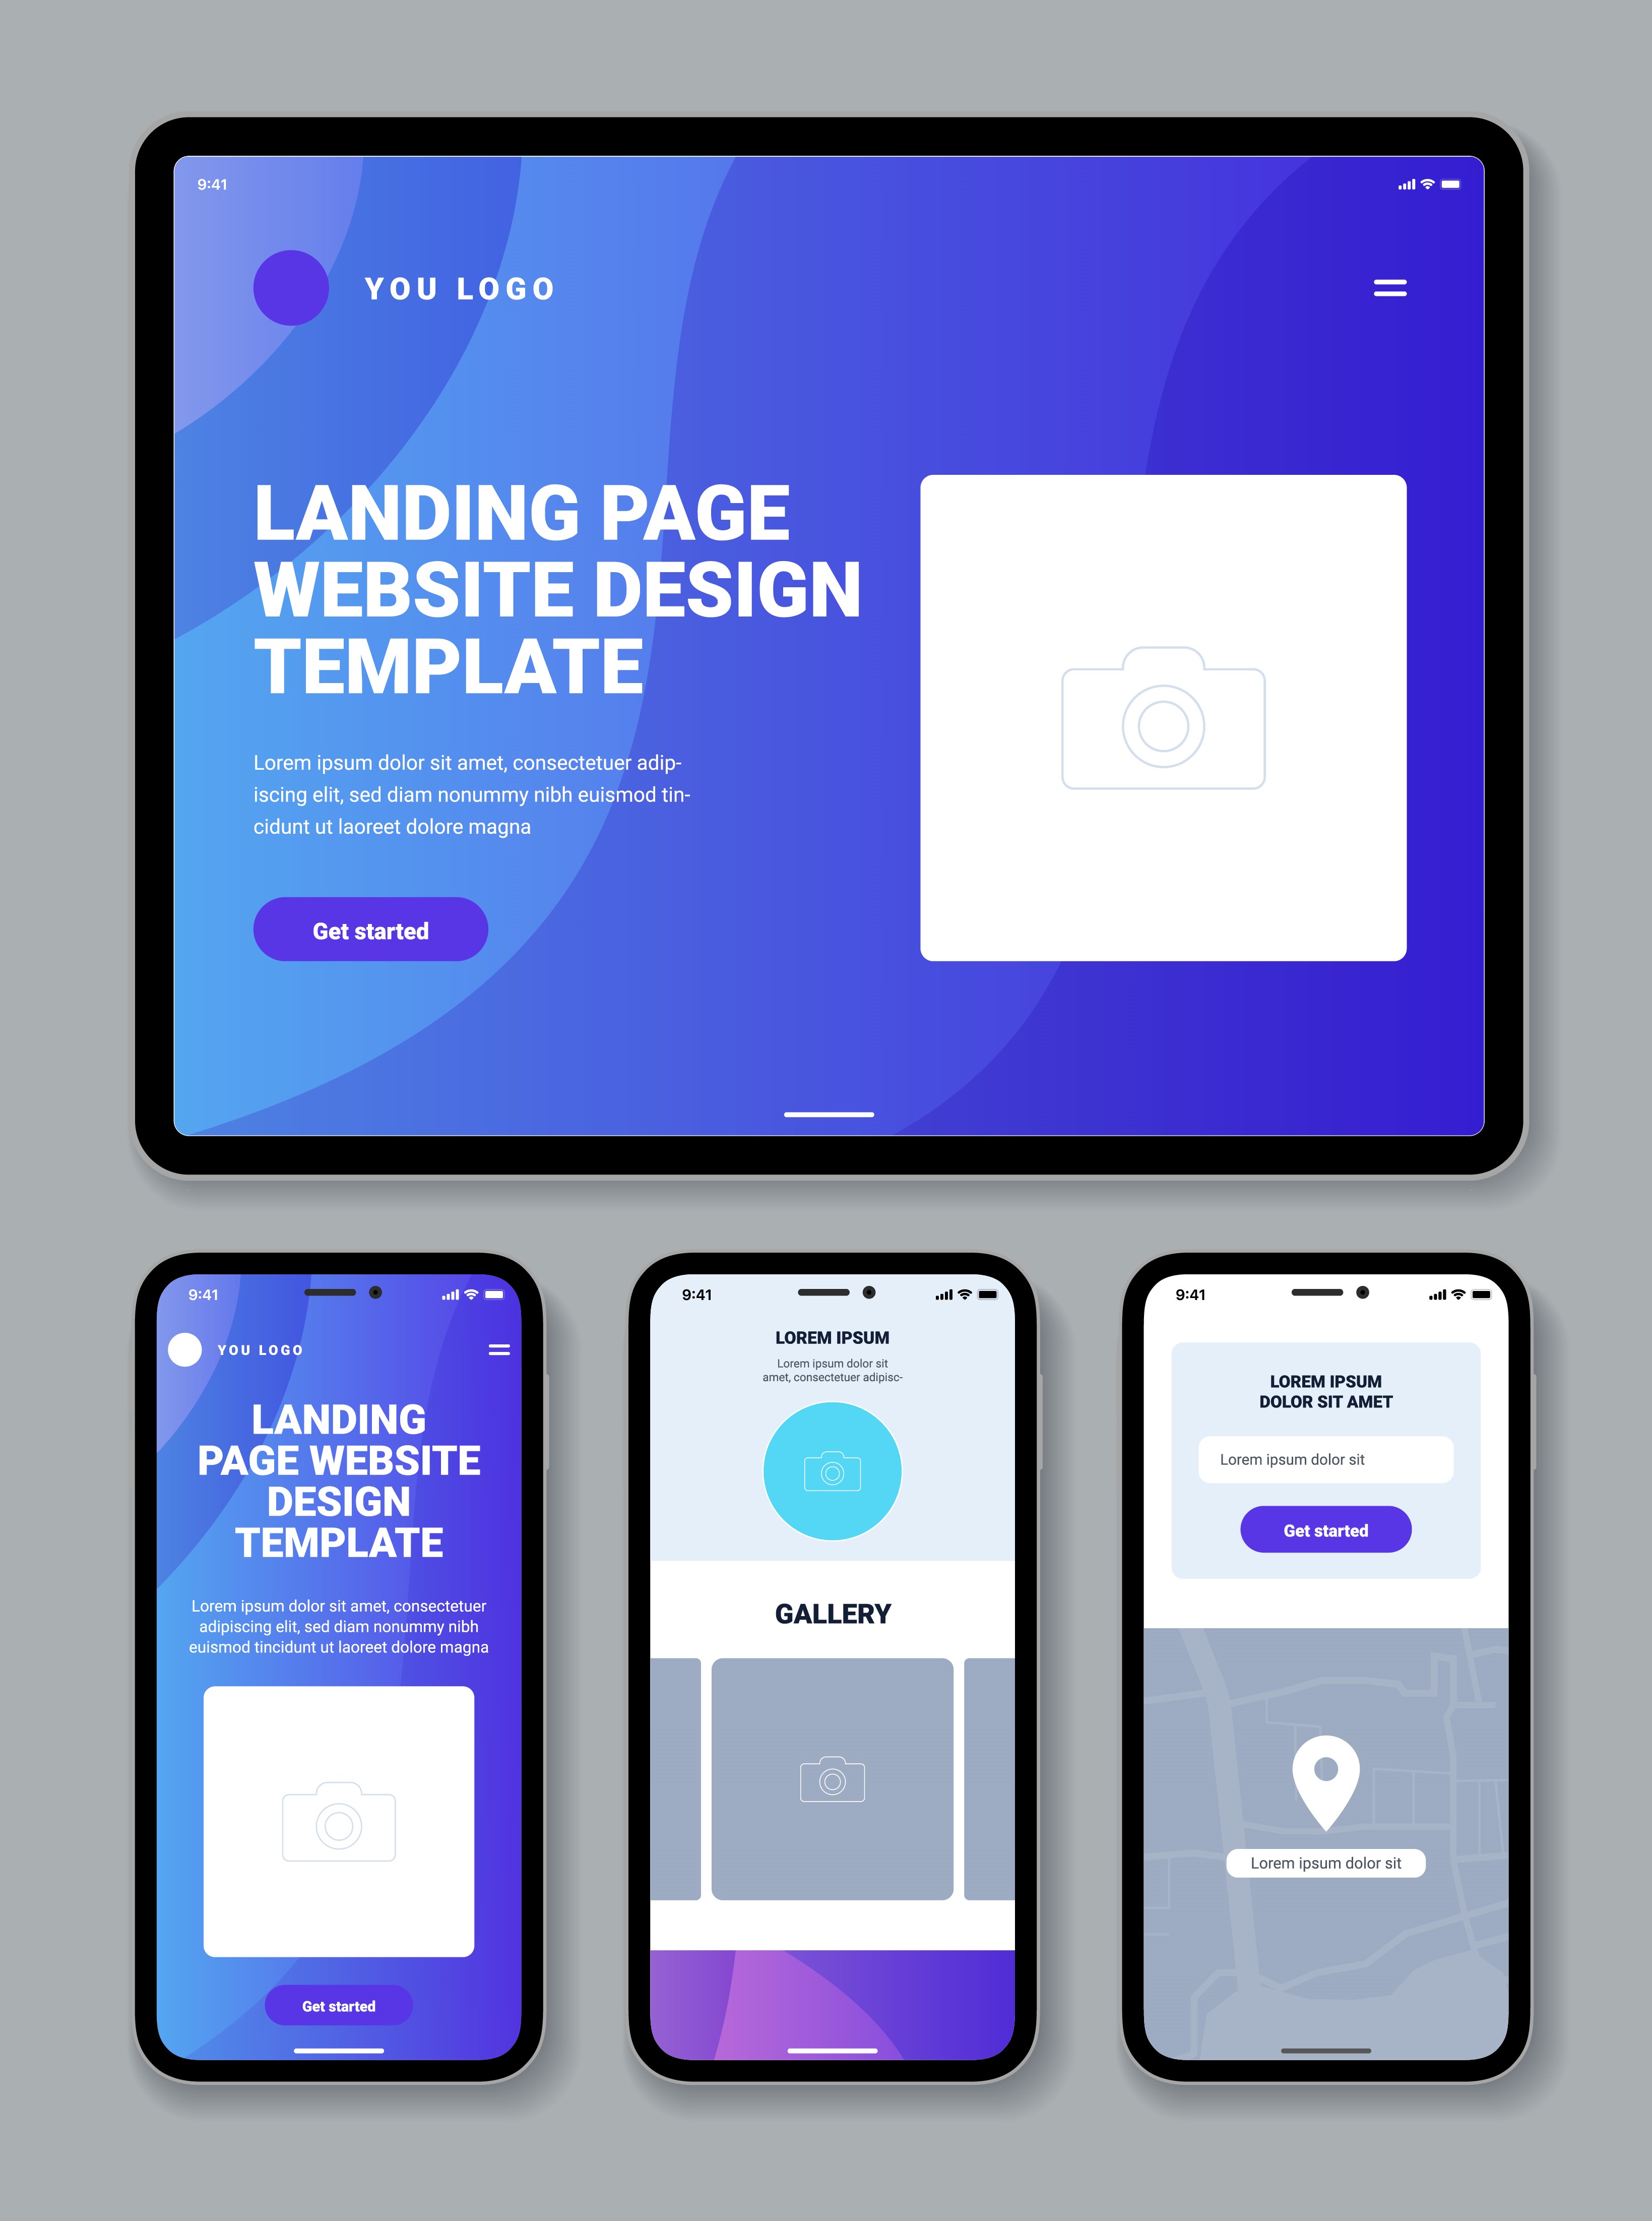 9:41
YOU LOGO
LANDING PAGE
WEBSITE DESIGN
TEMPLATE
Lorem ipsum dolor sit amet, consectetuer adip-
iscing elit, sed diam nonummy nibh euismod tin-
cidunt ut laoreet dolore magna
Get started
9:41
YOU LOGO
LANDING
PAGE WEBSITE
DESIGN
TEMPLATE
Lorem ipsum dolor sit amet, consectetuer
adipiscing elit, sed diam nonummy nibh
euismod tincidunt ut laoreet dolore magna
Get started
9:41
LOREM IPSUM
Lorem ipsum dolor sit
amet, consectetuer adipisc-
GALLERY
9:41
LOREM IPSUM
DOLOR SIT AMET
Lorem ipsum dolor sit
Get started
Lorem ipsum dolor sit